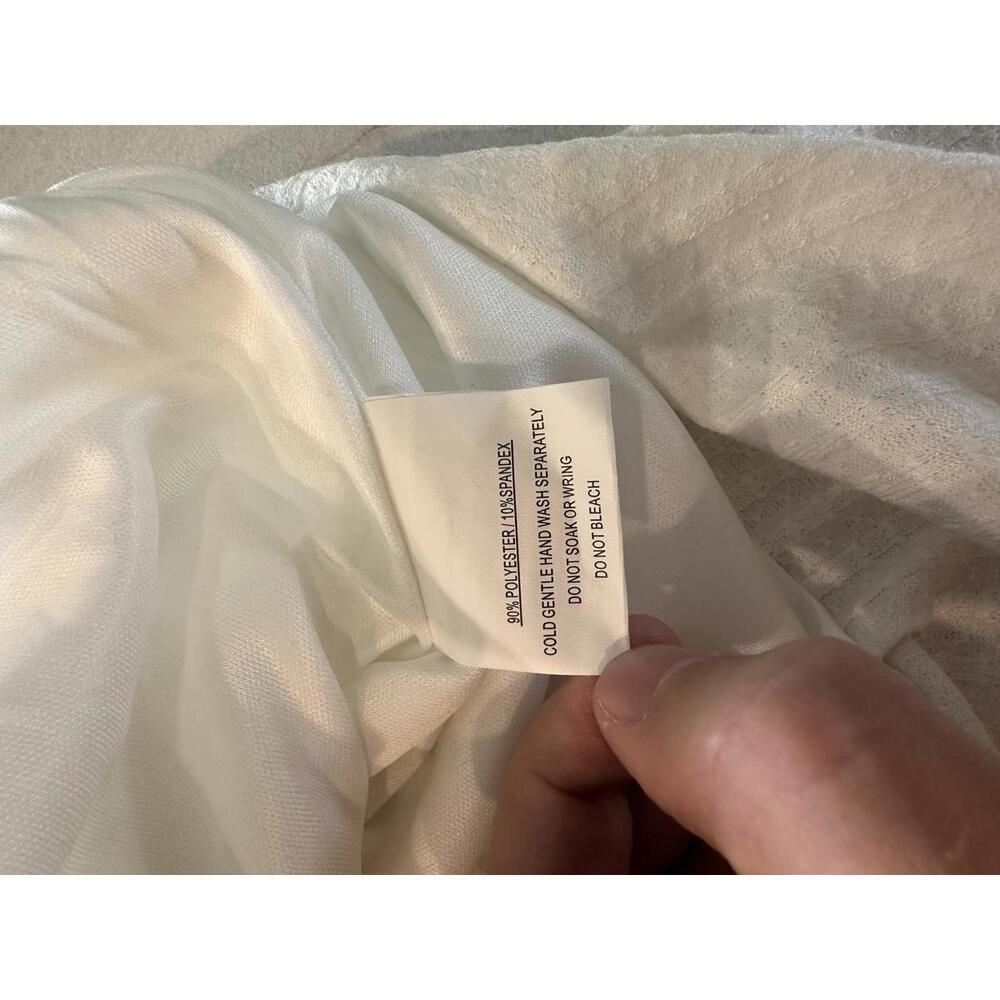 90% POLYESTER / 10%SPANDEX
COLD GENTLE HAND WASH SEPARATELY
DO NOT SOAK OR WRING
DO NOT BLEACH